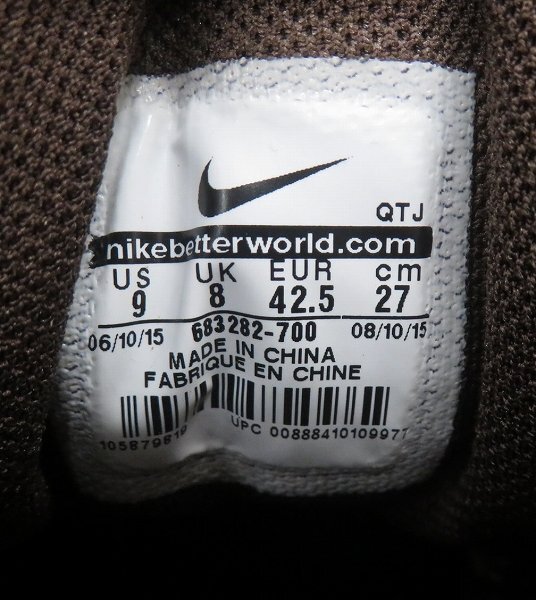 QTJ
nikebetterworld.com
US UK EUR cm
9 8 42.5 27
06/10/15 683282-700 08/10/15
MADE IN CHINA
FABRIQUE EN CHINE
UPC 00888410109977